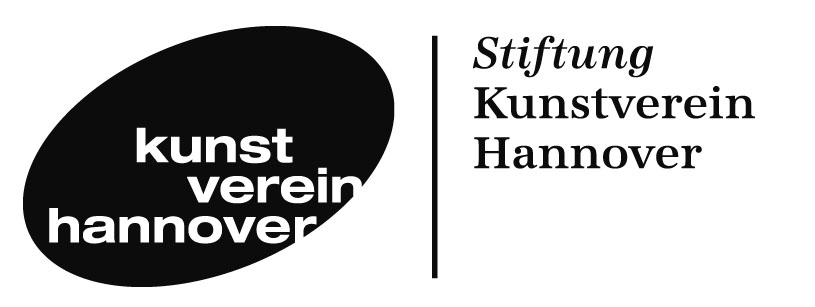 kunst
verein
hannover
Stiftung
Kunstverein
Hannover